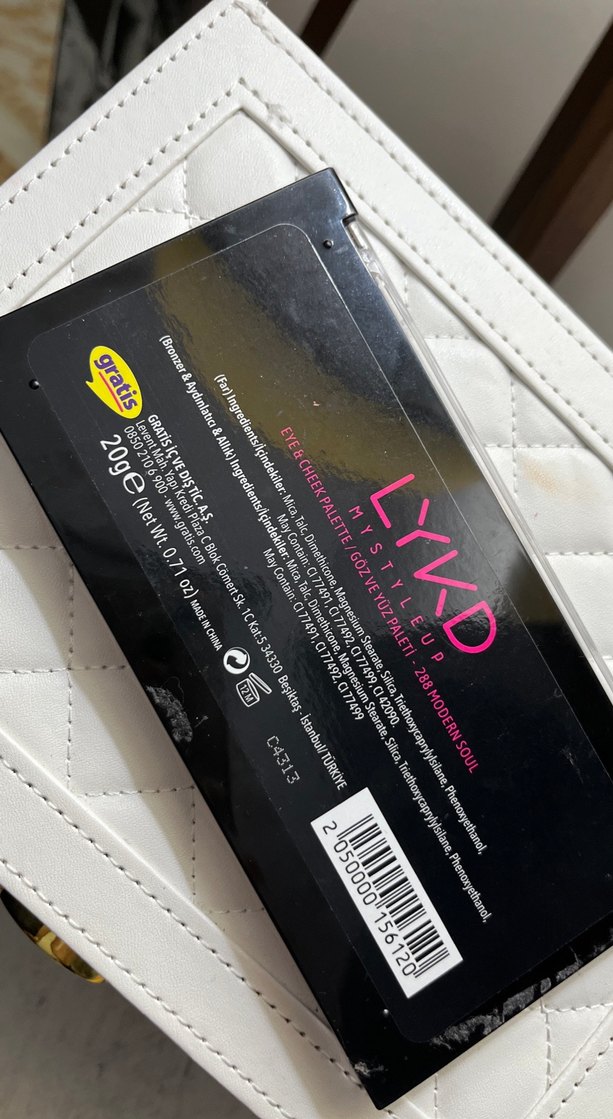 LYKD
MYSTYLEUP
EYE & CHEEK PALETTE / GÖZ VE YÜZ PALETİ - 288 MODERN SOUL
(Far) Ingredients/İçindekiler: Mica, Talc, Dimethicone, Magnesium Stearate, Silica, Triethoxycaprylylsilane, Phenoxyethanol,
May Contain: CI 77491, CI 77492, CI 77499, CI 42090.
(Bronzer & Aydınlatıcı & Allık) Ingredients/İçindekiler: Mica, Talc, Dimethicone, Magnesium Stearate, Silica, Triethoxycaprylylsilane, Phenoxyethanol,
May Contain: CI 77491, CI 77492, CI 77499
gratis
GRATİS İÇ VE DIŞ TİC. A.Ş.
Levent Mah. Yapı Kredi Plaza C Blok Cömert Sk. 1C Kat:5 34330 Beşiktaş - İstanbul/TÜRKİYE
0850 210 6 900 - www.gratis.com
20g e (Net Wt. 0.71 oz) MADE IN CHINA
12M
C4313
2 050000 156120